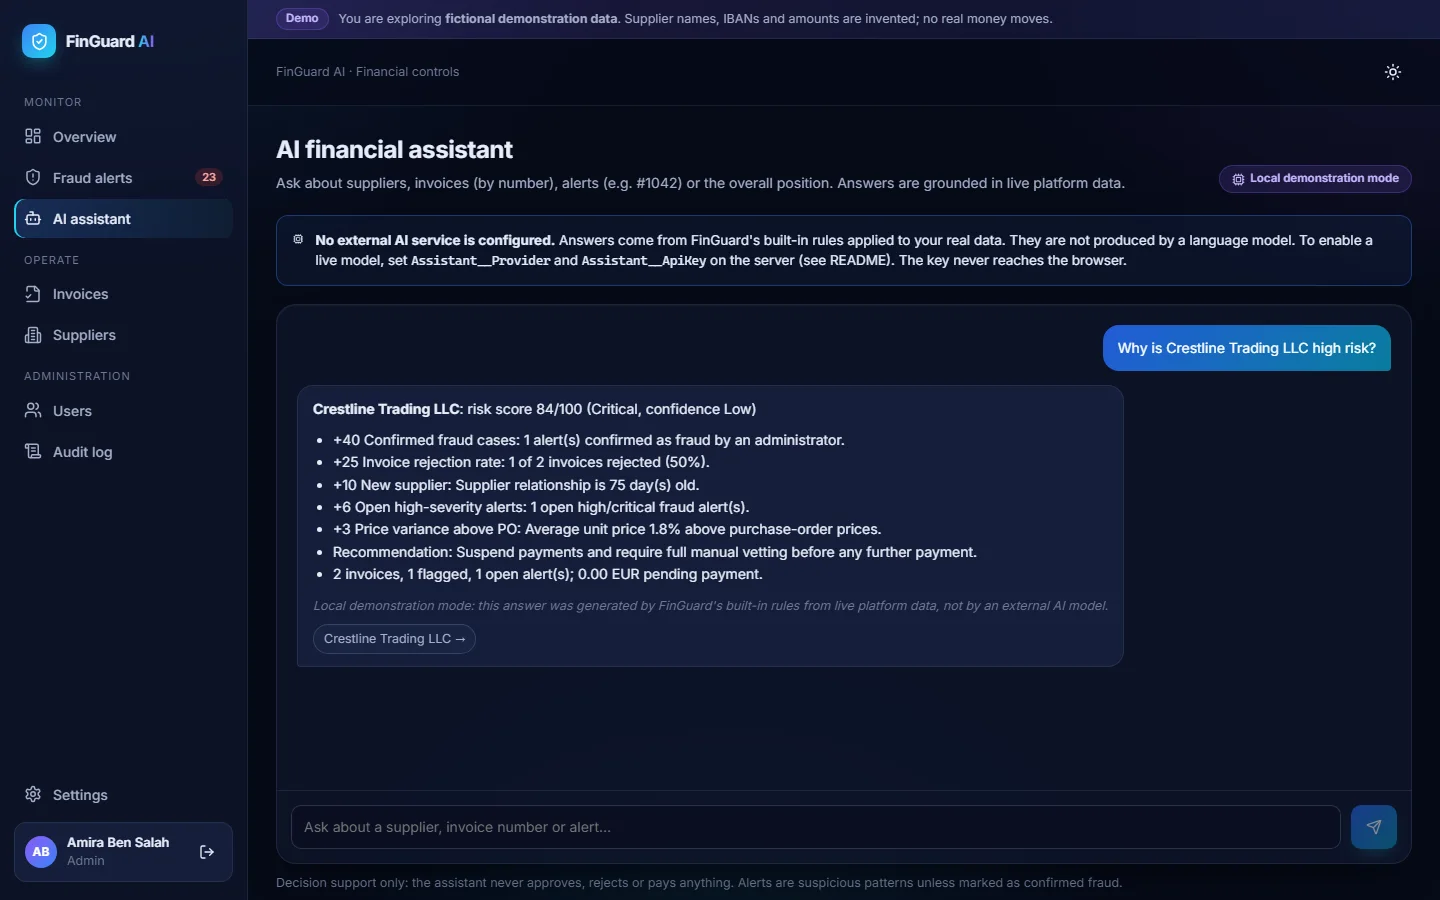 FinGuard AI
MONITOR
Overview
Fraud alerts
23
AI assistant
OPERATE
Invoices
Suppliers
ADMINISTRATION
Users
Audit log
Settings
AB
Amira Ben Salah
Admin
Demo
You are exploring fictional demonstration data. Supplier names, IBANs and amounts are invented; no real money moves.
FinGuard AI · Financial controls
AI financial assistant
Ask about suppliers, invoices (by number), alerts (e.g. #1042) or the overall position. Answers are grounded in live platform data.
Local demonstration mode
No external AI service is configured. Answers come from FinGuard's built-in rules applied to your real data. They are not produced by a language model. To enable a
live model, set Assistant__Provider and Assistant__ApiKey on the server (see README). The key never reaches the browser.
Why is Crestline Trading LLC high risk?
Crestline Trading LLC: risk score 84/100 (Critical, confidence Low)
• +40 Confirmed fraud cases: 1 alert(s) confirmed as fraud by an administrator.
• +25 Invoice rejection rate: 1 of 2 invoices rejected (50%).
• +10 New supplier: Supplier relationship is 75 day(s) old.
• +6 Open high-severity alerts: 1 open high/critical fraud alert(s).
• +3 Price variance above PO: Average unit price 1.8% above purchase-order prices.
• Recommendation: Suspend payments and require full manual vetting before any further payment.
• 2 invoices, 1 flagged, 1 open alert(s); 0.00 EUR pending payment.
Local demonstration mode: this answer was generated by FinGuard's built-in rules from live platform data, not by an external AI model.
Crestline Trading LLC →
Ask about a supplier, invoice number or alert...
Decision support only: the assistant never approves, rejects or pays anything. Alerts are suspicious patterns unless marked as confirmed fraud.